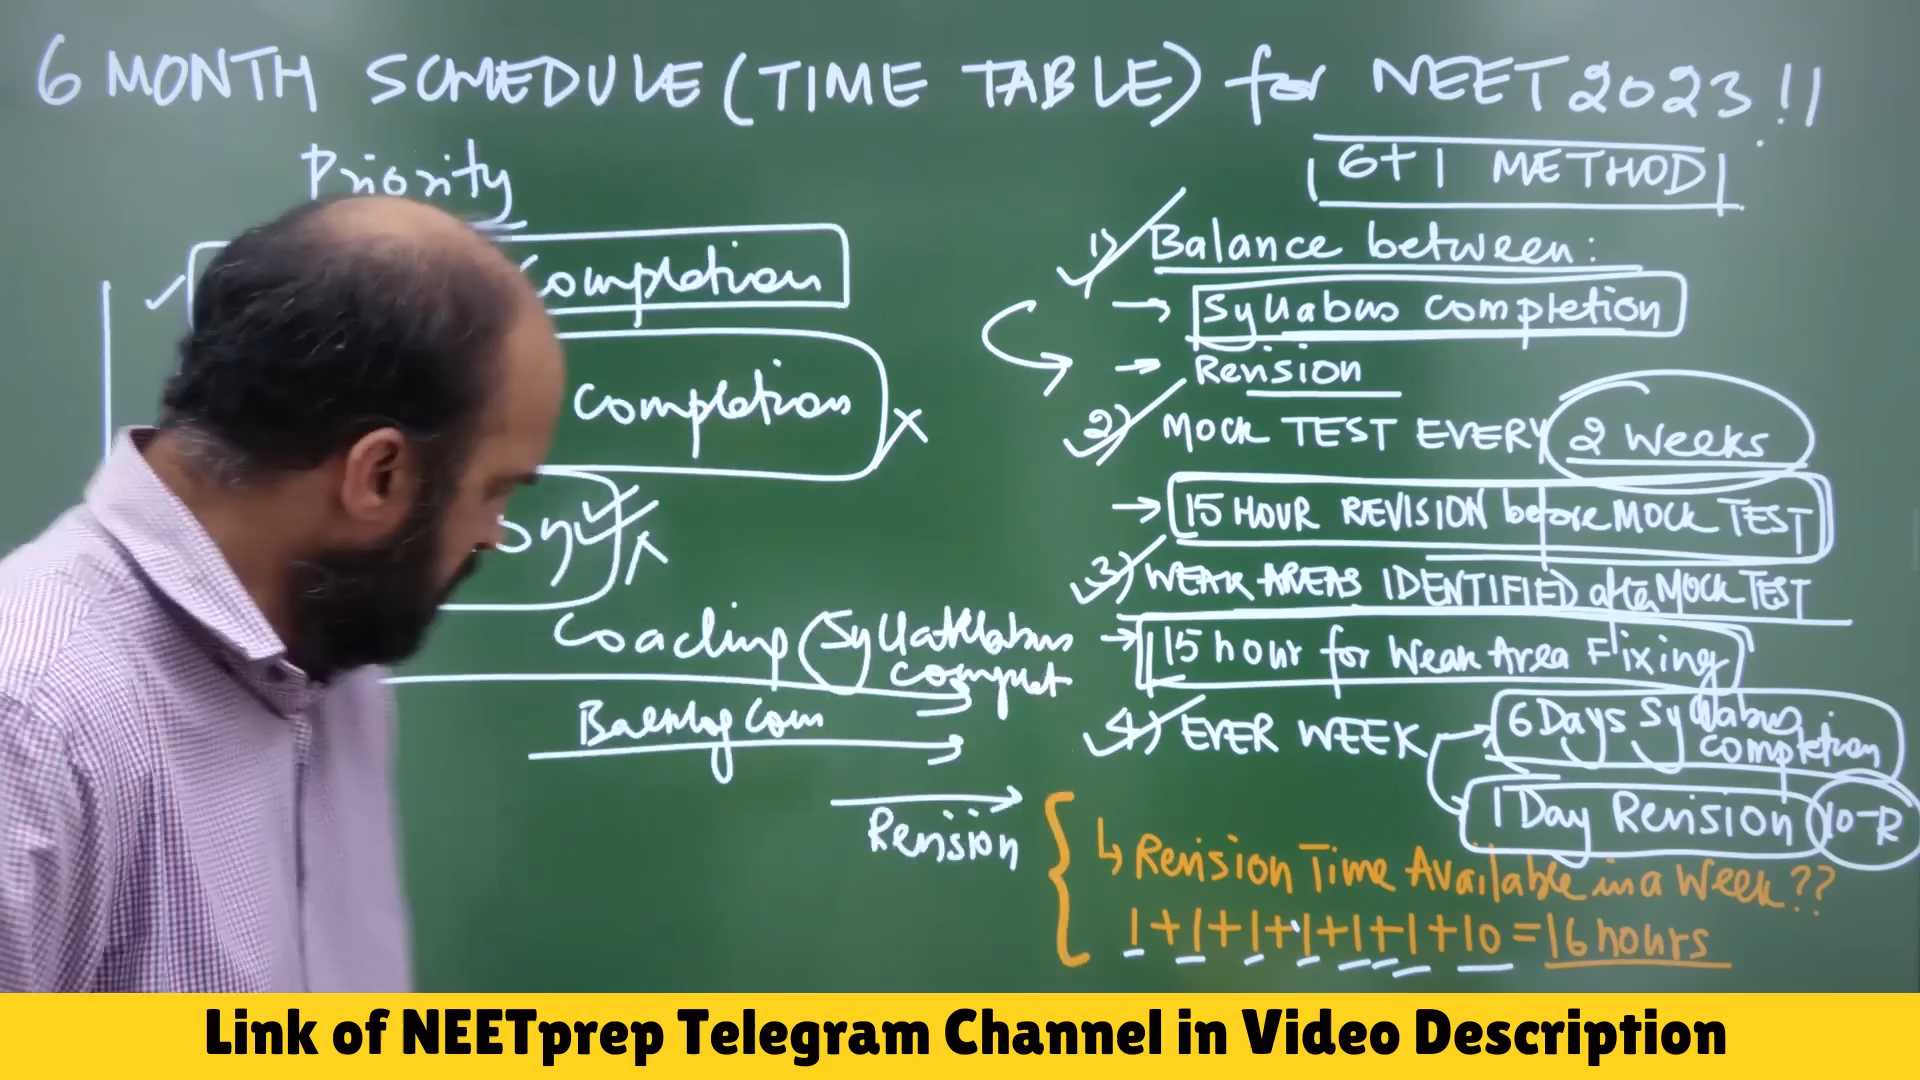 6 MONTH SCHEDULE (TIME TABLE) for NEET 2023!!
Priority
Completion
Completion
Coaching (Syllabus
Backlog Com
Revision
6+1 METHOD
1) Balance between:
→ Syllabus completion
→ Revision
2) MOCK TEST EVERY 2 Weeks
→ 15 HOUR REVISION before MOCK TEST
3) WEAK AREAS IDENTIFIED after MOCK TEST
→ 15 hour for Weak Area Fixing
4) EVER WEEK
6 Days Syllabus completion
1 Day Revision 10-R
↳ Revision Time Available in a Week??
1+1+1+1+1+1+10 = 16 hours
Link of NEETprep Telegram Channel in Video Description